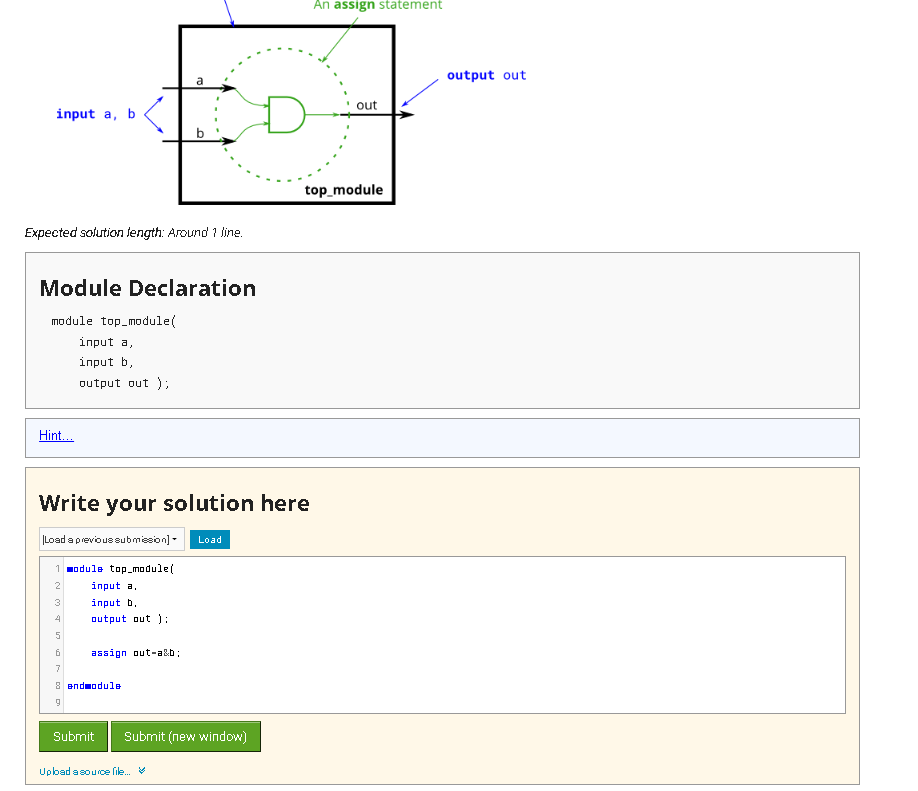 An assign statement
a
output out
input a, b
out
b
top_module
Expected solution length: Around 1 line.
Module Declaration
module top_module(
input a,
input b,
output out );
Hint...
Write your solution here
[Load a previous submission]
Load
1 module top_module(
2 input a,
3 input b,
4 output out );
5
6 assign out=a&b;
7
8 endmodule
9
Submit
Submit (new window)
Upload a source file...